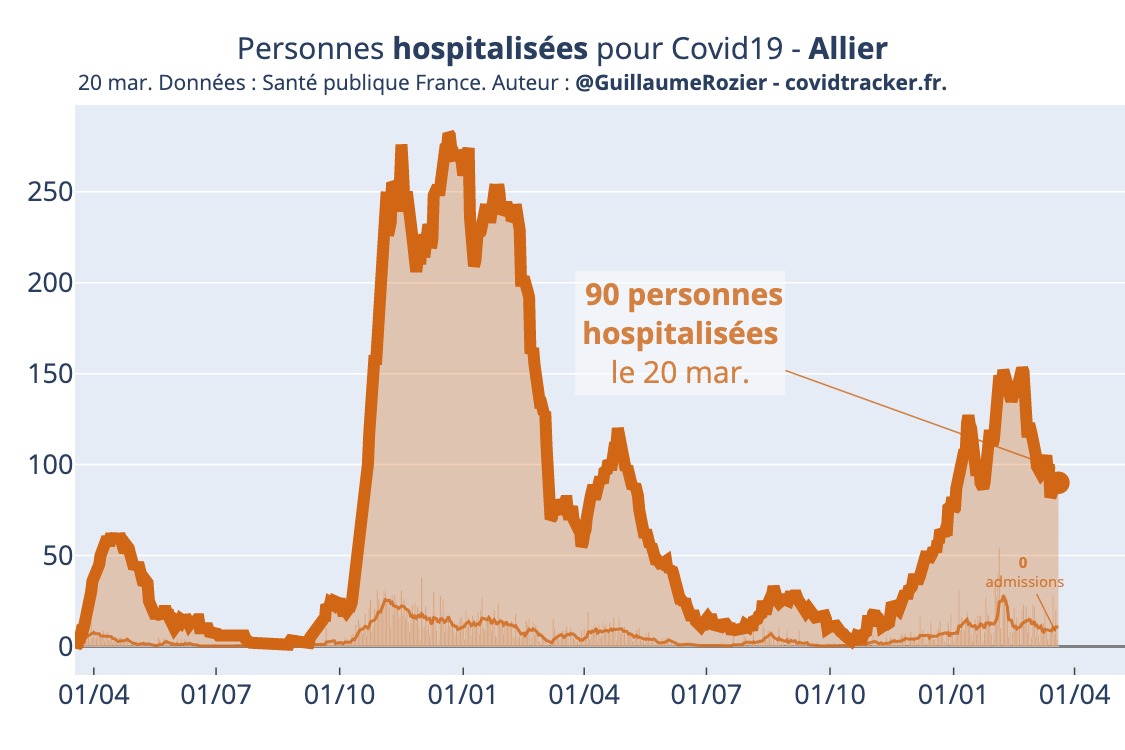 Personnes hospitalisées pour Covid19 - Allier
20 mar. Données : Santé publique France. Auteur : @GuillaumeRozier - covidtracker.fr.
250
200
150
100
50
0
90 personnes
hospitalisées
le 20 mar.
0
admissions
01/04
01/07
01/10
01/01
01/04
01/07
01/10
01/01
01/04